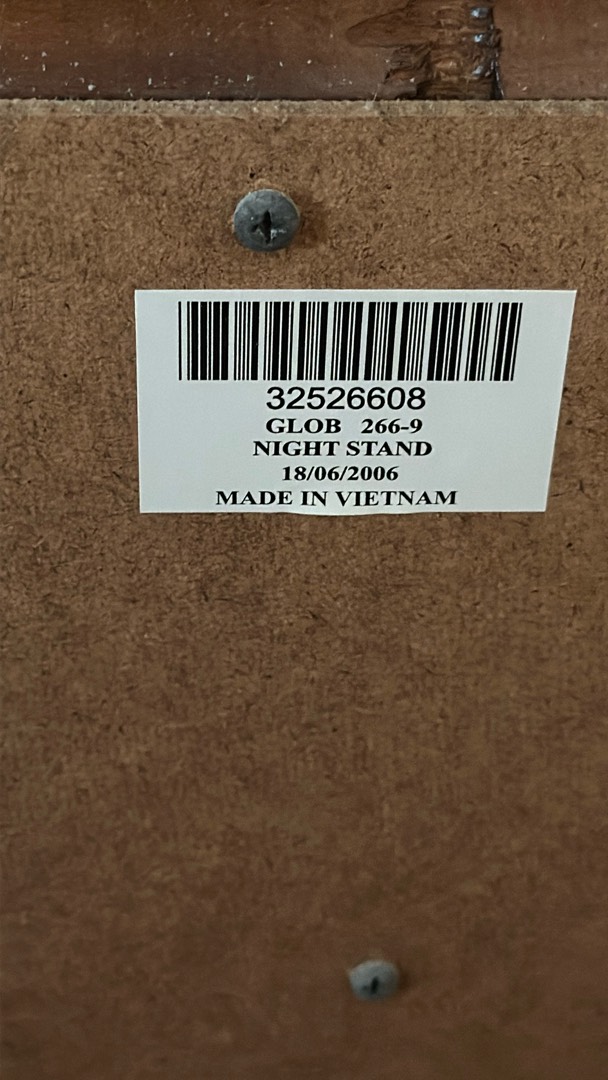 32526608
GLOB 266-9
NIGHT STAND
18/06/2006
MADE IN VIETNAM